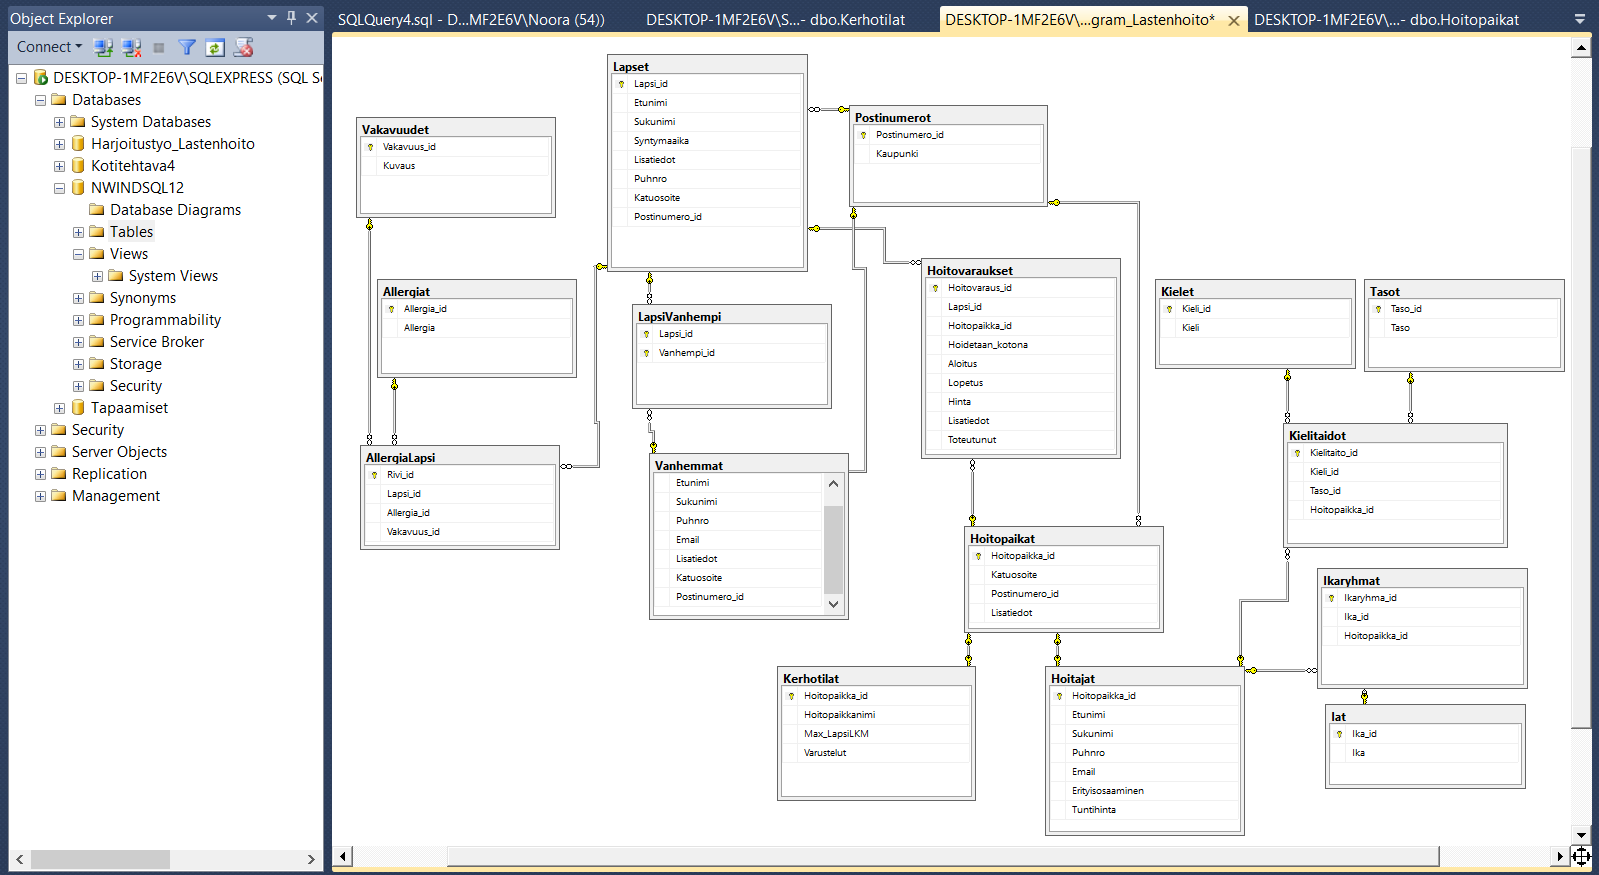 Object Explorer
Connect
DESKTOP-1MF2E6V\SQLEXPRESS (SQL S
Databases
System Databases
Harjoitustyo_Lastenhoito
Kotitehtava4
NWINDSQL12
Database Diagrams
Tables
Views
System Views
Synonyms
Programmability
Service Broker
Storage
Security
Tapaamiset
Security
Server Objects
Replication
Management
SQLQuery4.sql - D...MF2E6V\Noora (54))
DESKTOP-1MF2E6V\S...- dbo.Kerhotilat
DESKTOP-1MF2E6V\...gram_Lastenhoito*
DESKTOP-1MF2E6V\...- dbo.Hoitopaikat
Lapset
Lapsi_id
Etunimi
Sukunimi
Syntymaaika
Lisatiedot
Puhnro
Katuosoite
Postinumero_id
Postinumerot
Postinumero_id
Kaupunki
Vakavuudet
Vakavuus_id
Kuvaus
Allergiat
Allergia_id
Allergia
LapsiVanhempi
Lapsi_id
Vanhempi_id
Hoitovaraukset
Hoitovaraus_id
Lapsi_id
Hoitopaikka_id
Hoidetaan_kotona
Aloitus
Lopetus
Hinta
Lisatiedot
Toteutunut
Kielet
Kieli_id
Kieli
Tasot
Taso_id
Taso
AllergiaLapsi
Rivi_id
Lapsi_id
Allergia_id
Vakavuus_id
Vanhemmat
Etunimi
Sukunimi
Puhnro
Email
Lisatiedot
Katuosoite
Postinumero_id
Kielitaidot
Kielitaito_id
Kieli_id
Taso_id
Hoitopaikka_id
Hoitopaikat
Hoitopaikka_id
Katuosoite
Postinumero_id
Lisatiedot
Ikaryhmat
Ikaryhma_id
Ika_id
Hoitopaikka_id
Kerhotilat
Hoitopaikka_id
Hoitopaikkanimi
Max_LapsiLKM
Varustelut
Hoitajat
Hoitopaikka_id
Etunimi
Sukunimi
Puhnro
Email
Erityisosaaminen
Tuntihinta
Iat
Ika_id
Ika